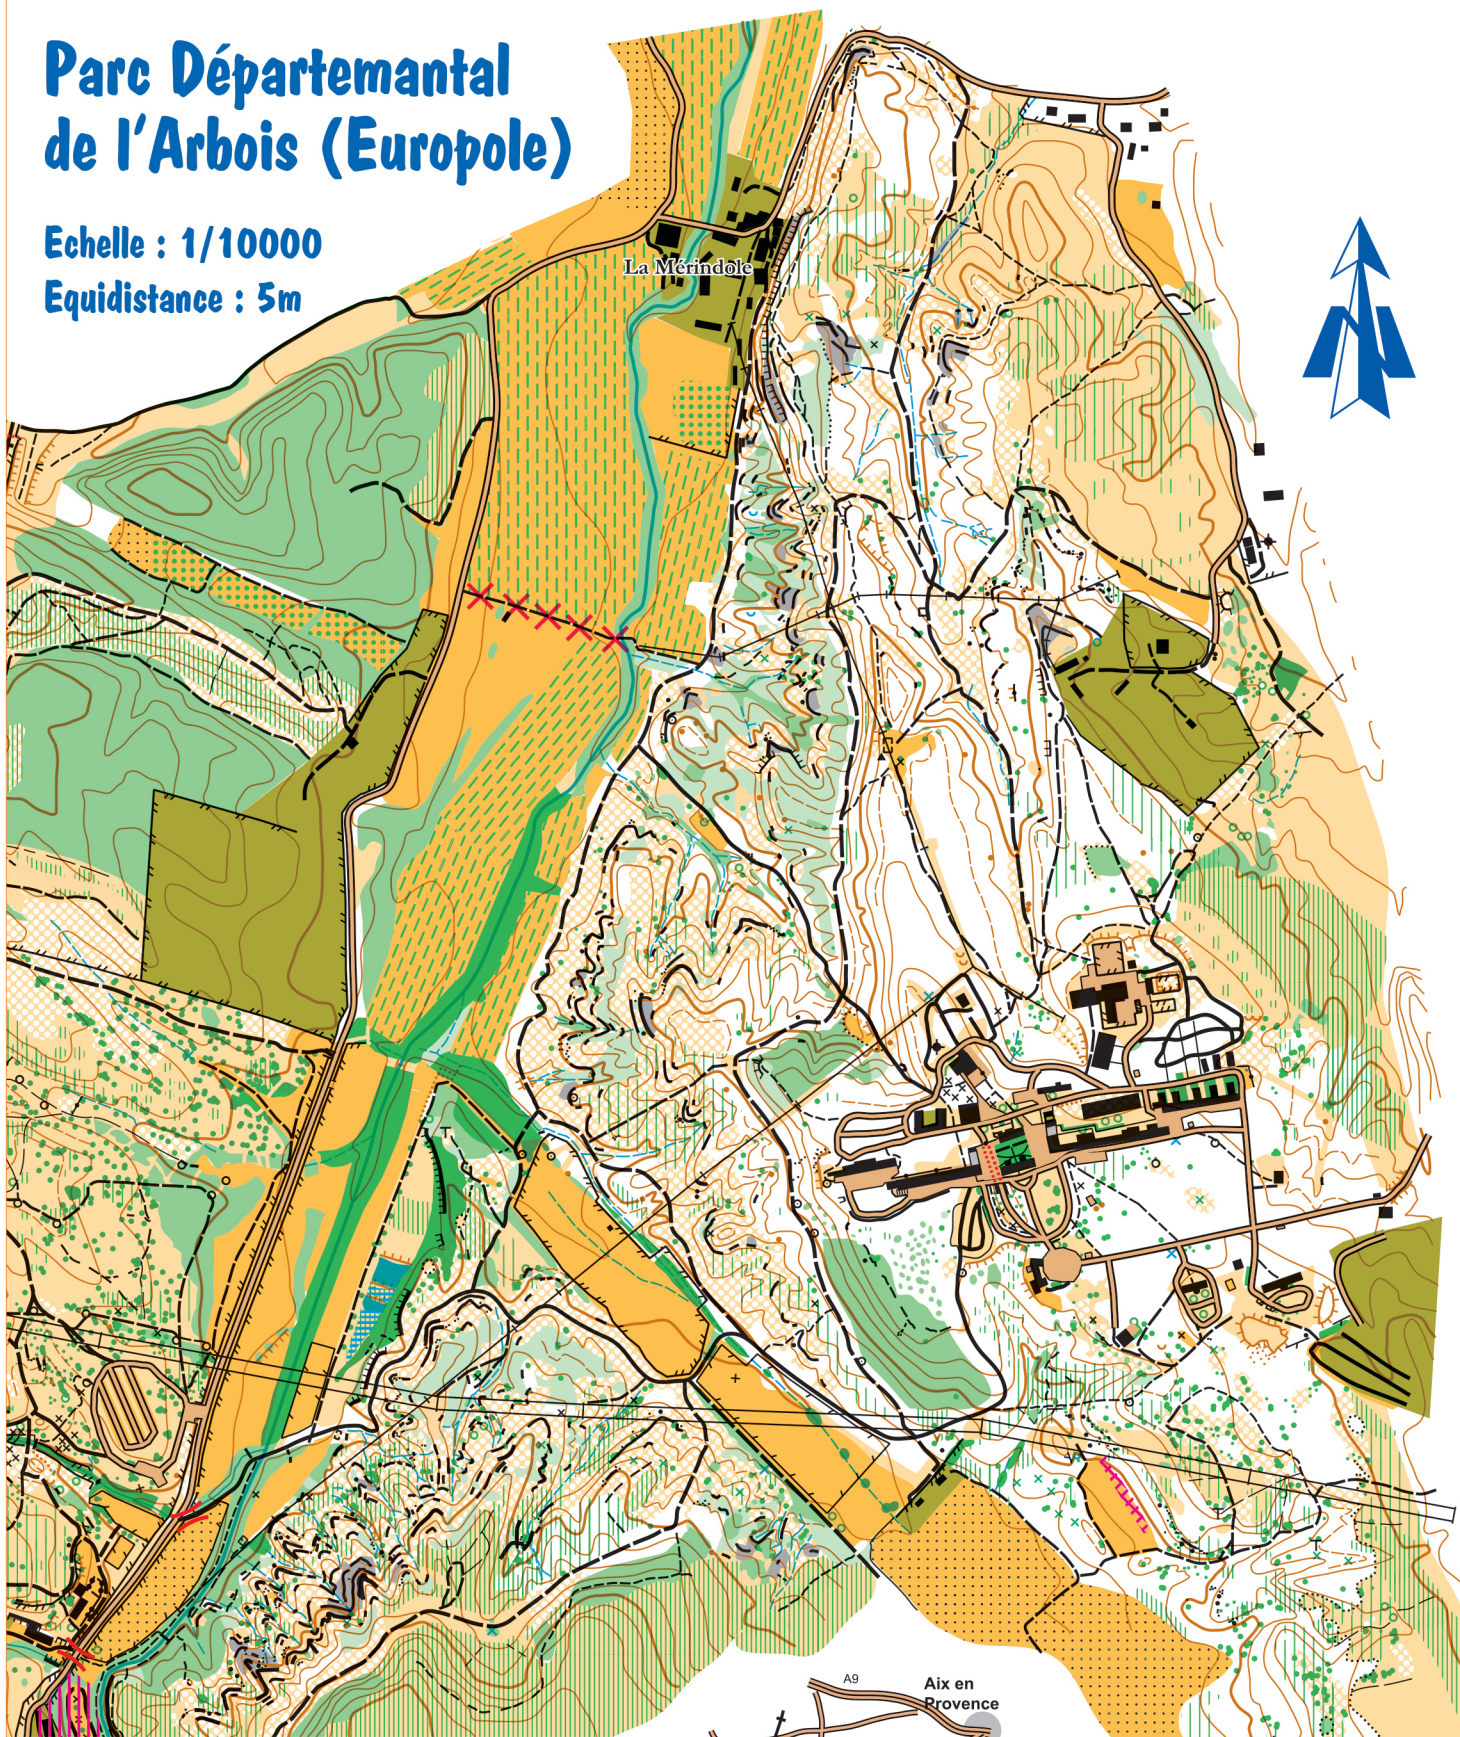 Parc Départemantal
de l'Arbois (Europole)
Echelle : 1/10000
Equidistance : 5m
La Mérindole
A9
Aix en
Provence